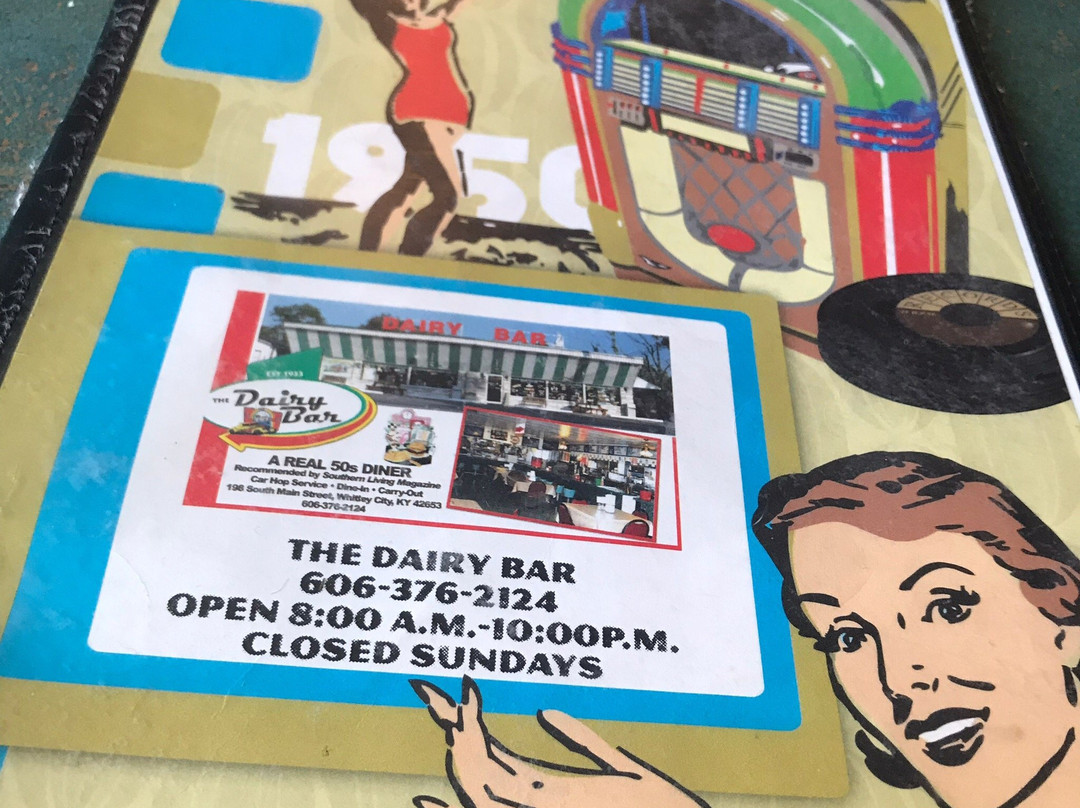 1950
DAIRY BAR
EST 1933
THE Dairy
Bar
A REAL 50s DINER
Recommended by Southern Living Magazine
Car Hop Service • Dine-In • Carry-Out
198 South Main Street, Whitley City, KY 42653
606-376-2124
THE DAIRY BAR
606-376-2124
OPEN 8:00 A.M.-10:00P.M.
CLOSED SUNDAYS